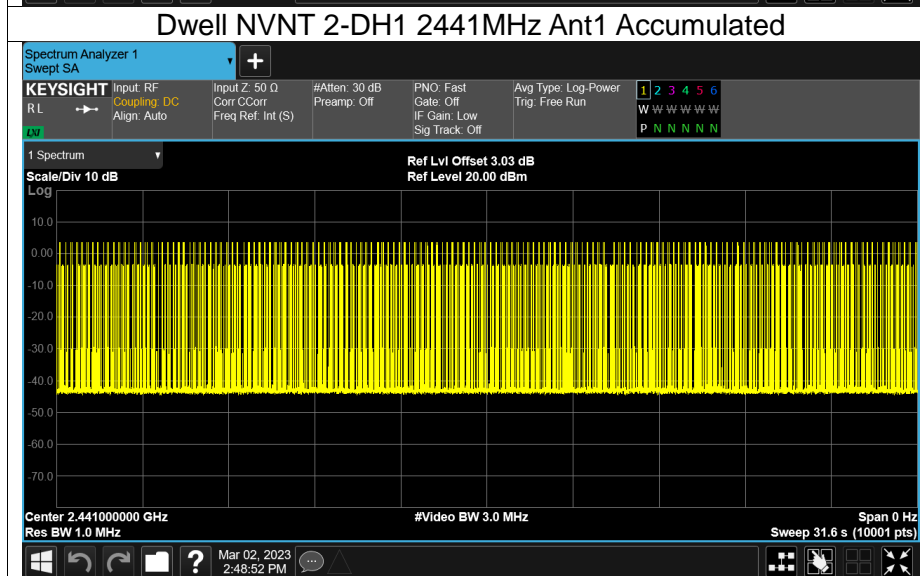 Dwell NVNT 2-DH1 2441MHz Ant1 Accumulated
Spectrum Analyzer 1
Swept SA
+
KEYSIGHT
R L
LXI
Input: RF
Coupling: DC
Align: Auto
Input Z: 50 Ω
Corr CCorr
Freq Ref: Int (S)
#Atten: 30 dB
Preamp: Off
PNO: Fast
Gate: Off
IF Gain: Low
Sig Track: Off
Avg Type: Log-Power
Trig: Free Run
1 2 3 4 5 6
W W W W W W
P N N N N N
1 Spectrum
Scale/Div 10 dB
Ref Lvl Offset 3.03 dB
Ref Level 20.00 dBm
Log
10.0
0.00
-10.0
-20.0
-30.0
-40.0
-50.0
-60.0
-70.0
Center 2.441000000 GHz
#Video BW 3.0 MHz
Span 0 Hz
Res BW 1.0 MHz
Sweep 31.6 s (10001 pts)
?
Mar 02, 2023
2:48:52 PM